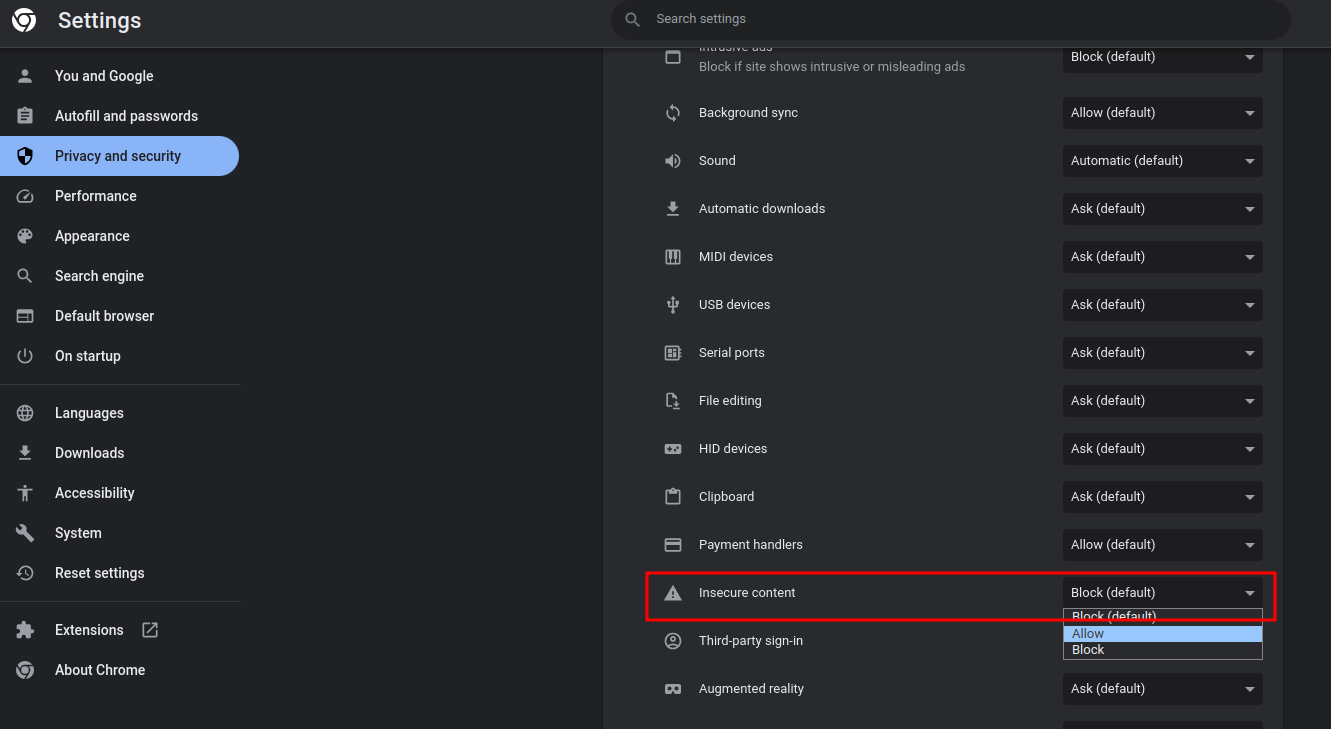 Settings
Search settings
You and Google
Autofill and passwords
Privacy and security
Performance
Appearance
Search engine
Default browser
On startup
Languages
Downloads
Accessibility
System
Reset settings
Extensions
About Chrome
Intrusive ads
Block if site shows intrusive or misleading ads
Block (default)
Background sync
Allow (default)
Sound
Automatic (default)
Automatic downloads
Ask (default)
MIDI devices
Ask (default)
USB devices
Ask (default)
Serial ports
Ask (default)
File editing
Ask (default)
HID devices
Ask (default)
Clipboard
Ask (default)
Payment handlers
Allow (default)
Insecure content
Block (default)
Block (default)
Allow
Block
Third-party sign-in
Augmented reality
Ask (default)